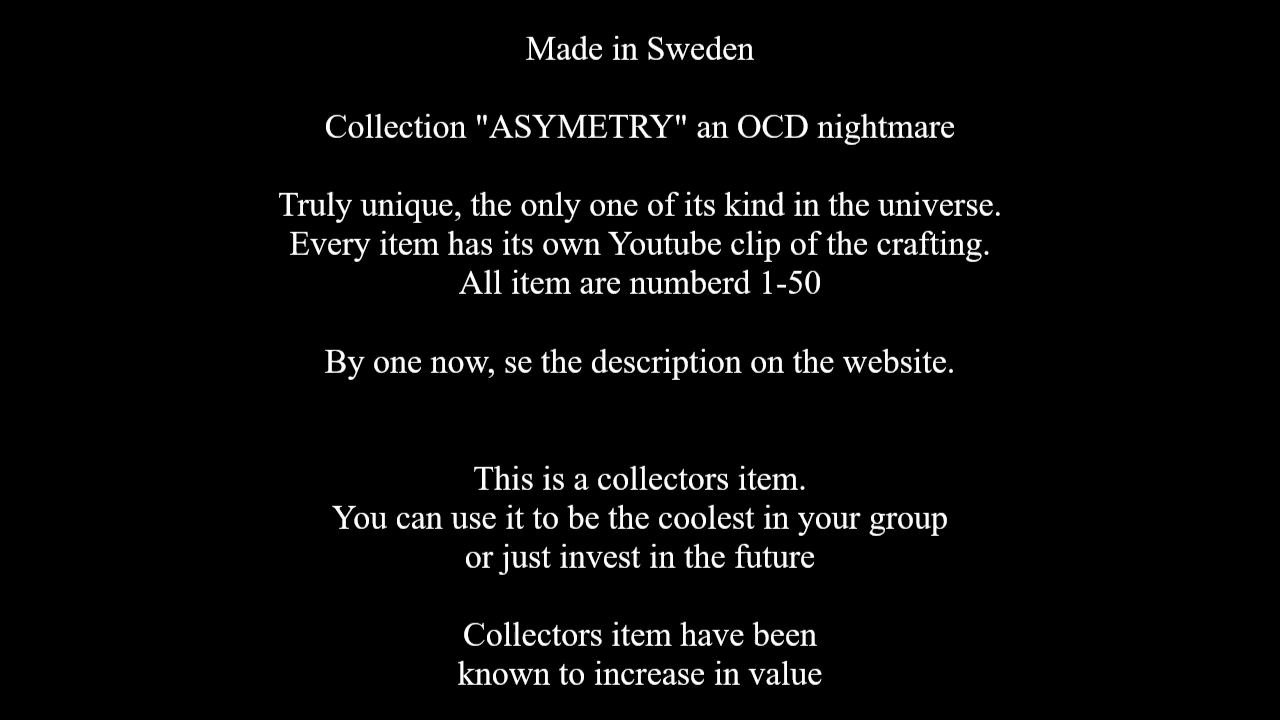 Made in Sweden
Collection "ASYMETRY" an OCD nightmare
Truly unique, the only one of its kind in the universe.
Every item has its own Youtube clip of the crafting.
All item are numberd 1-50
By one now, se the description on the website.
This is a collectors item.
You can use it to be the coolest in your group
or just invest in the future
Collectors item have been
known to increase in value